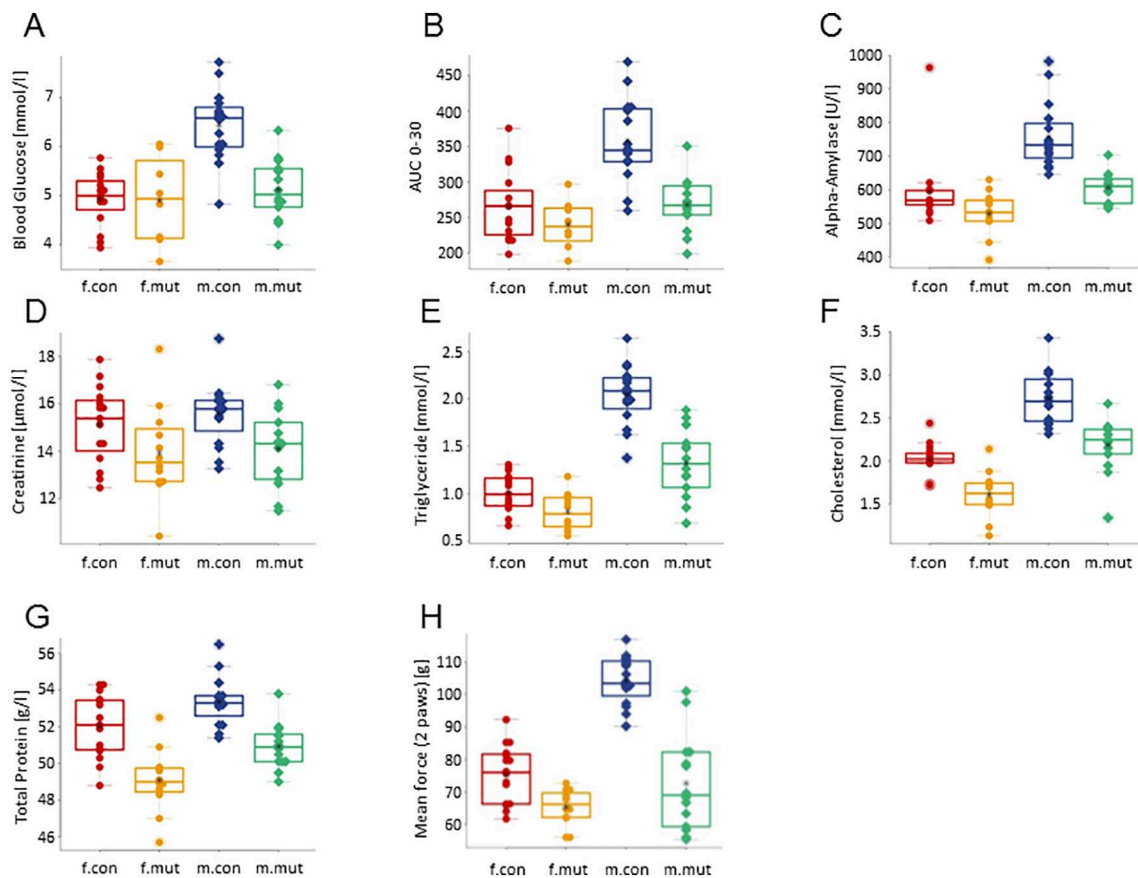 A
B
C
Blood Glucose [mmol/l]
7
6
5
4
f.con f.mut m.con m.mut
AUC 0-30
450
400
350
300
250
200
f.con f.mut m.con m.mut
Alpha-Amylase [U/l]
1000
900
800
700
600
500
400
f.con f.mut m.con m.mut
D
E
F
Creatinine [µmol/l]
18
16
14
12
f.con f.mut m.con m.mut
Triglyceride [mmol/l]
2.5
2.0
1.5
1.0
0.5
f.con f.mut m.con m.mut
Cholesterol [mmol/l]
3.5
3.0
2.5
2.0
1.5
1.0
f.con f.mut m.con m.mut
G
H
Total Protein [g/l]
56
54
52
50
48
46
f.con f.mut m.con m.mut
Mean force (2 paws) [g]
110
100
90
80
70
60
f.con f.mut m.con m.mut